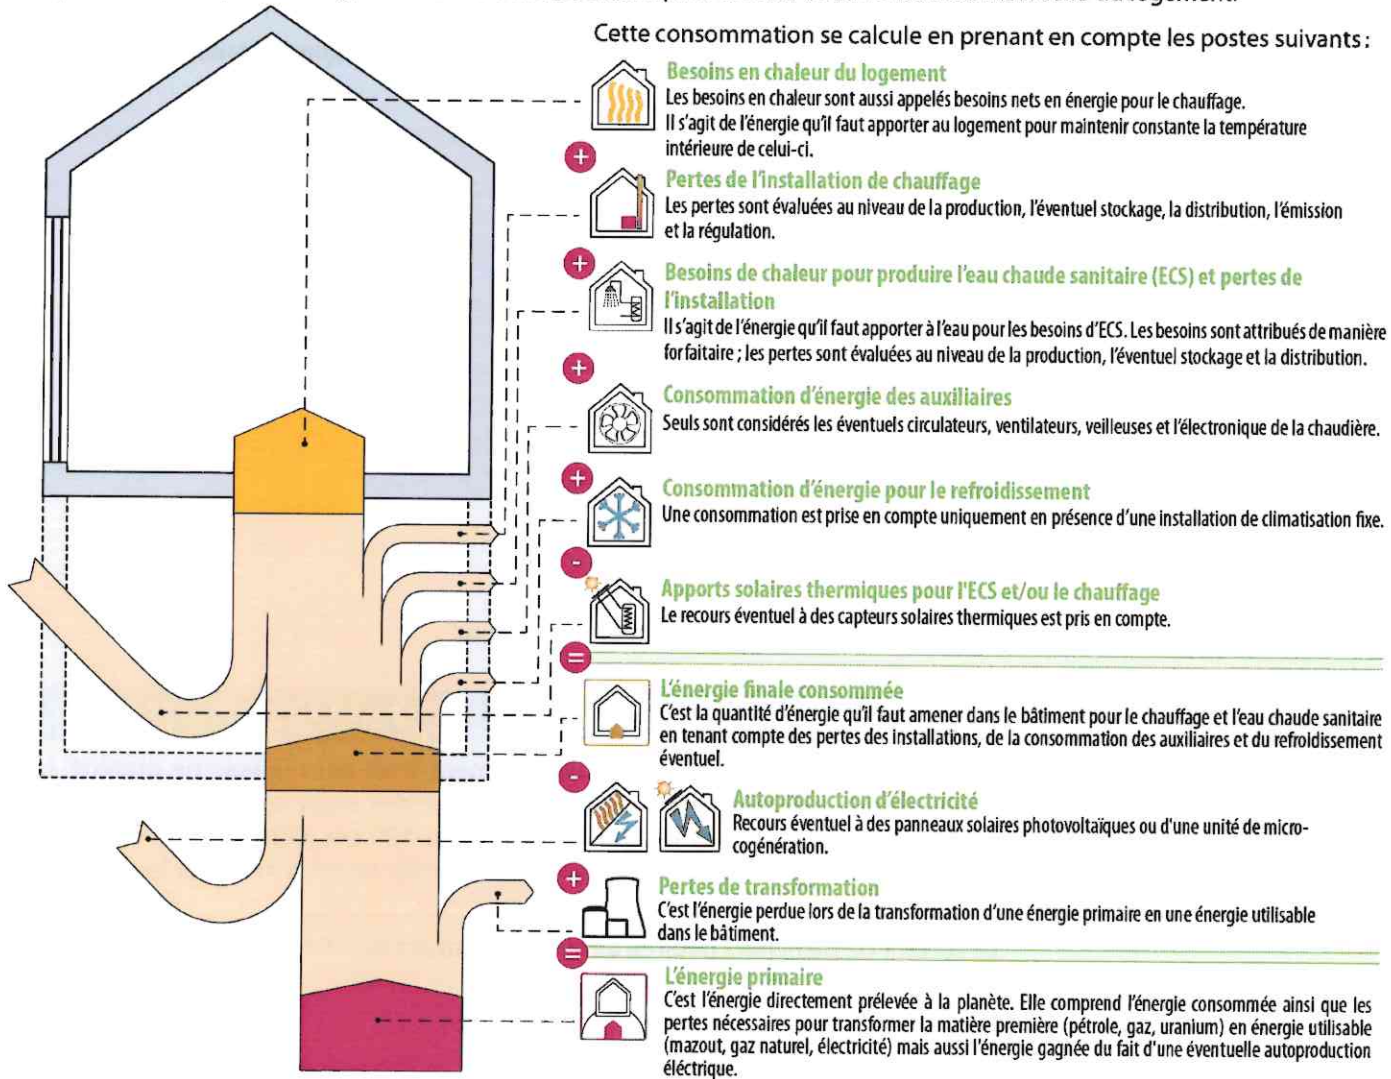 Cette consommation se calcule en prenant en compte les postes suivants :
Besoins en chaleur du logement
Les besoins en chaleur sont aussi appelés besoins nets en énergie pour le chauffage.
Il s'agit de l'énergie qu'il faut apporter au logement pour maintenir constante la température
intérieure de celui-ci.
+
Pertes de l'installation de chauffage
Les pertes sont évaluées au niveau de la production, l'éventuel stockage, la distribution, l'émission
et la régulation.
+
Besoins de chaleur pour produire l'eau chaude sanitaire (ECS) et pertes de
l'installation
Il s'agit de l'énergie qu'il faut apporter à l'eau pour les besoins d'ECS. Les besoins sont attribués de manière
forfaitaire ; les pertes sont évaluées au niveau de la production, l'éventuel stockage et la distribution.
+
Consommation d'énergie des auxiliaires
Seuls sont considérés les éventuels circulateurs, ventilateurs, veilleuses et l'électronique de la chaudière.
+
Consommation d'énergie pour le refroidissement
Une consommation est prise en compte uniquement en présence d'une installation de climatisation fixe.
-
Apports solaires thermiques pour l'ECS et/ou le chauffage
Le recours éventuel à des capteurs solaires thermiques est pris en compte.
=
L'énergie finale consommée
C'est la quantité d'énergie qu'il faut amener dans le bâtiment pour le chauffage et l'eau chaude sanitaire
en tenant compte des pertes des installations, de la consommation des auxiliaires et du refroidissement
éventuel.
-
Autoproduction d'électricité
Recours éventuel à des panneaux solaires photovoltaïques ou d'une unité de micro-
cogénération.
+
Pertes de transformation
C'est l'énergie perdue lors de la transformation d'une énergie primaire en une énergie utilisable
dans le bâtiment.
=
L'énergie primaire
C'est l'énergie directement prélevée à la planète. Elle comprend l'énergie consommée ainsi que les
pertes nécessaires pour transformer la matière première (pétrole, gaz, uranium) en énergie utilisable
(mazout, gaz naturel, électricité) mais aussi l'énergie gagnée du fait d'une éventuelle autoproduction
éléctrique.